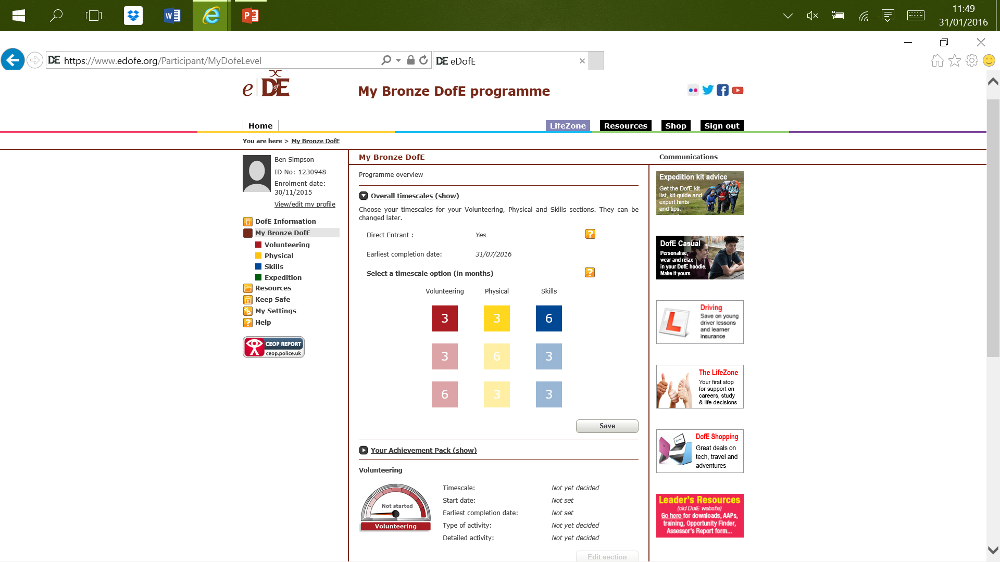 11:49
31/01/2016
https://www.edofe.org/Participant/MyDofeLevel
DE eDofE
e DofE
My Bronze DofE programme
Home
LifeZone
Resources
Shop
Sign out
You are here > My Bronze DofE
Ben Simpson
ID No: 1230948
Enrolment date:
30/11/2015
View/edit my profile
DofE Information
My Bronze DofE
Volunteering
Physical
Skills
Expedition
Resources
Keep Safe
My Settings
Help
CEOP REPORT
ceop.police.uk
My Bronze DofE
Programme overview
Overall timescales (show)
Choose your timescales for your Volunteering, Physical and Skills sections. They can be
changed later.
Direct Entrant : Yes
Earliest completion date: 31/07/2016
Select a timescale option (in months)
Volunteering Physical Skills
3 3 6
3 6 3
6 3 3
Save
Your Achievement Pack (show)
Volunteering
Not started
Volunteering
Timescale: Not yet decided
Start date: Not set
Earliest completion date: Not set
Type of activity: Not yet decided
Detailed activity: Not yet decided
Edit section
Communications
Expedition kit advice
Get the DofE kit
list, kit guide and
expert hints
and tips.
DofE Casual
Personalise,
wear and relax
in your DofE hoodie.
Make it yours.
L
Driving
Save on young
driver lessons
and learner
insurance
The LifeZone
Your first stop
for support on
careers, study
& life decisions
DofE Shopping
Great deals on
tech, travel and
adventures
Leader's Resources
(old DofE website)
Go here for downloads, AAPs,
training, Opportunity Finder,
Assessor's Report form...